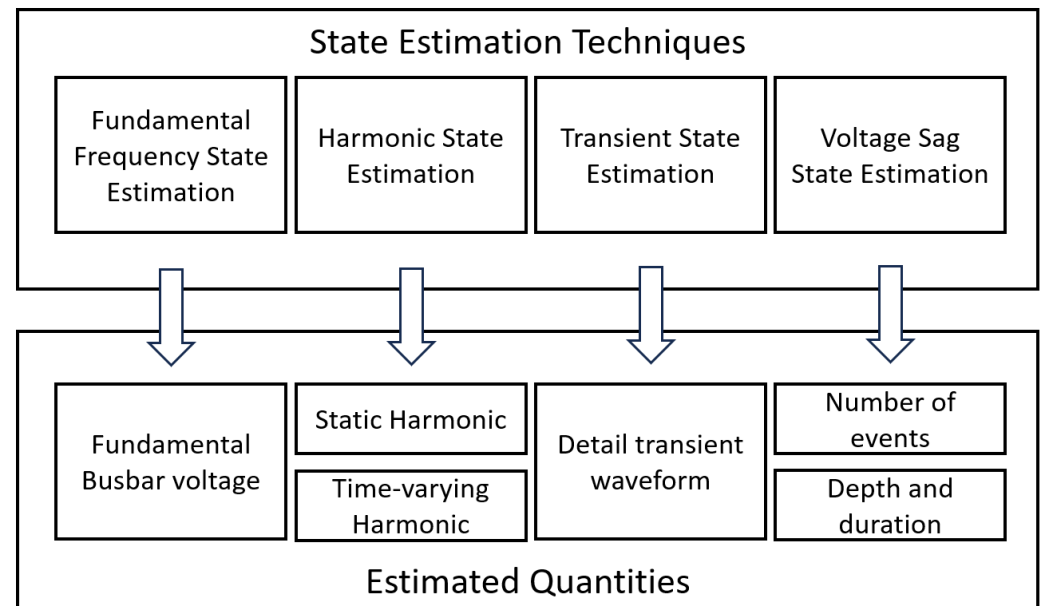 State Estimation Techniques
Fundamental
Frequency State
Estimation
Harmonic State
Estimation
Transient State
Estimation
Voltage Sag
State Estimation
Fundamental
Busbar voltage
Static Harmonic
Time-varying
Harmonic
Detail transient
waveform
Number of
events
Depth and
duration
Estimated Quantities